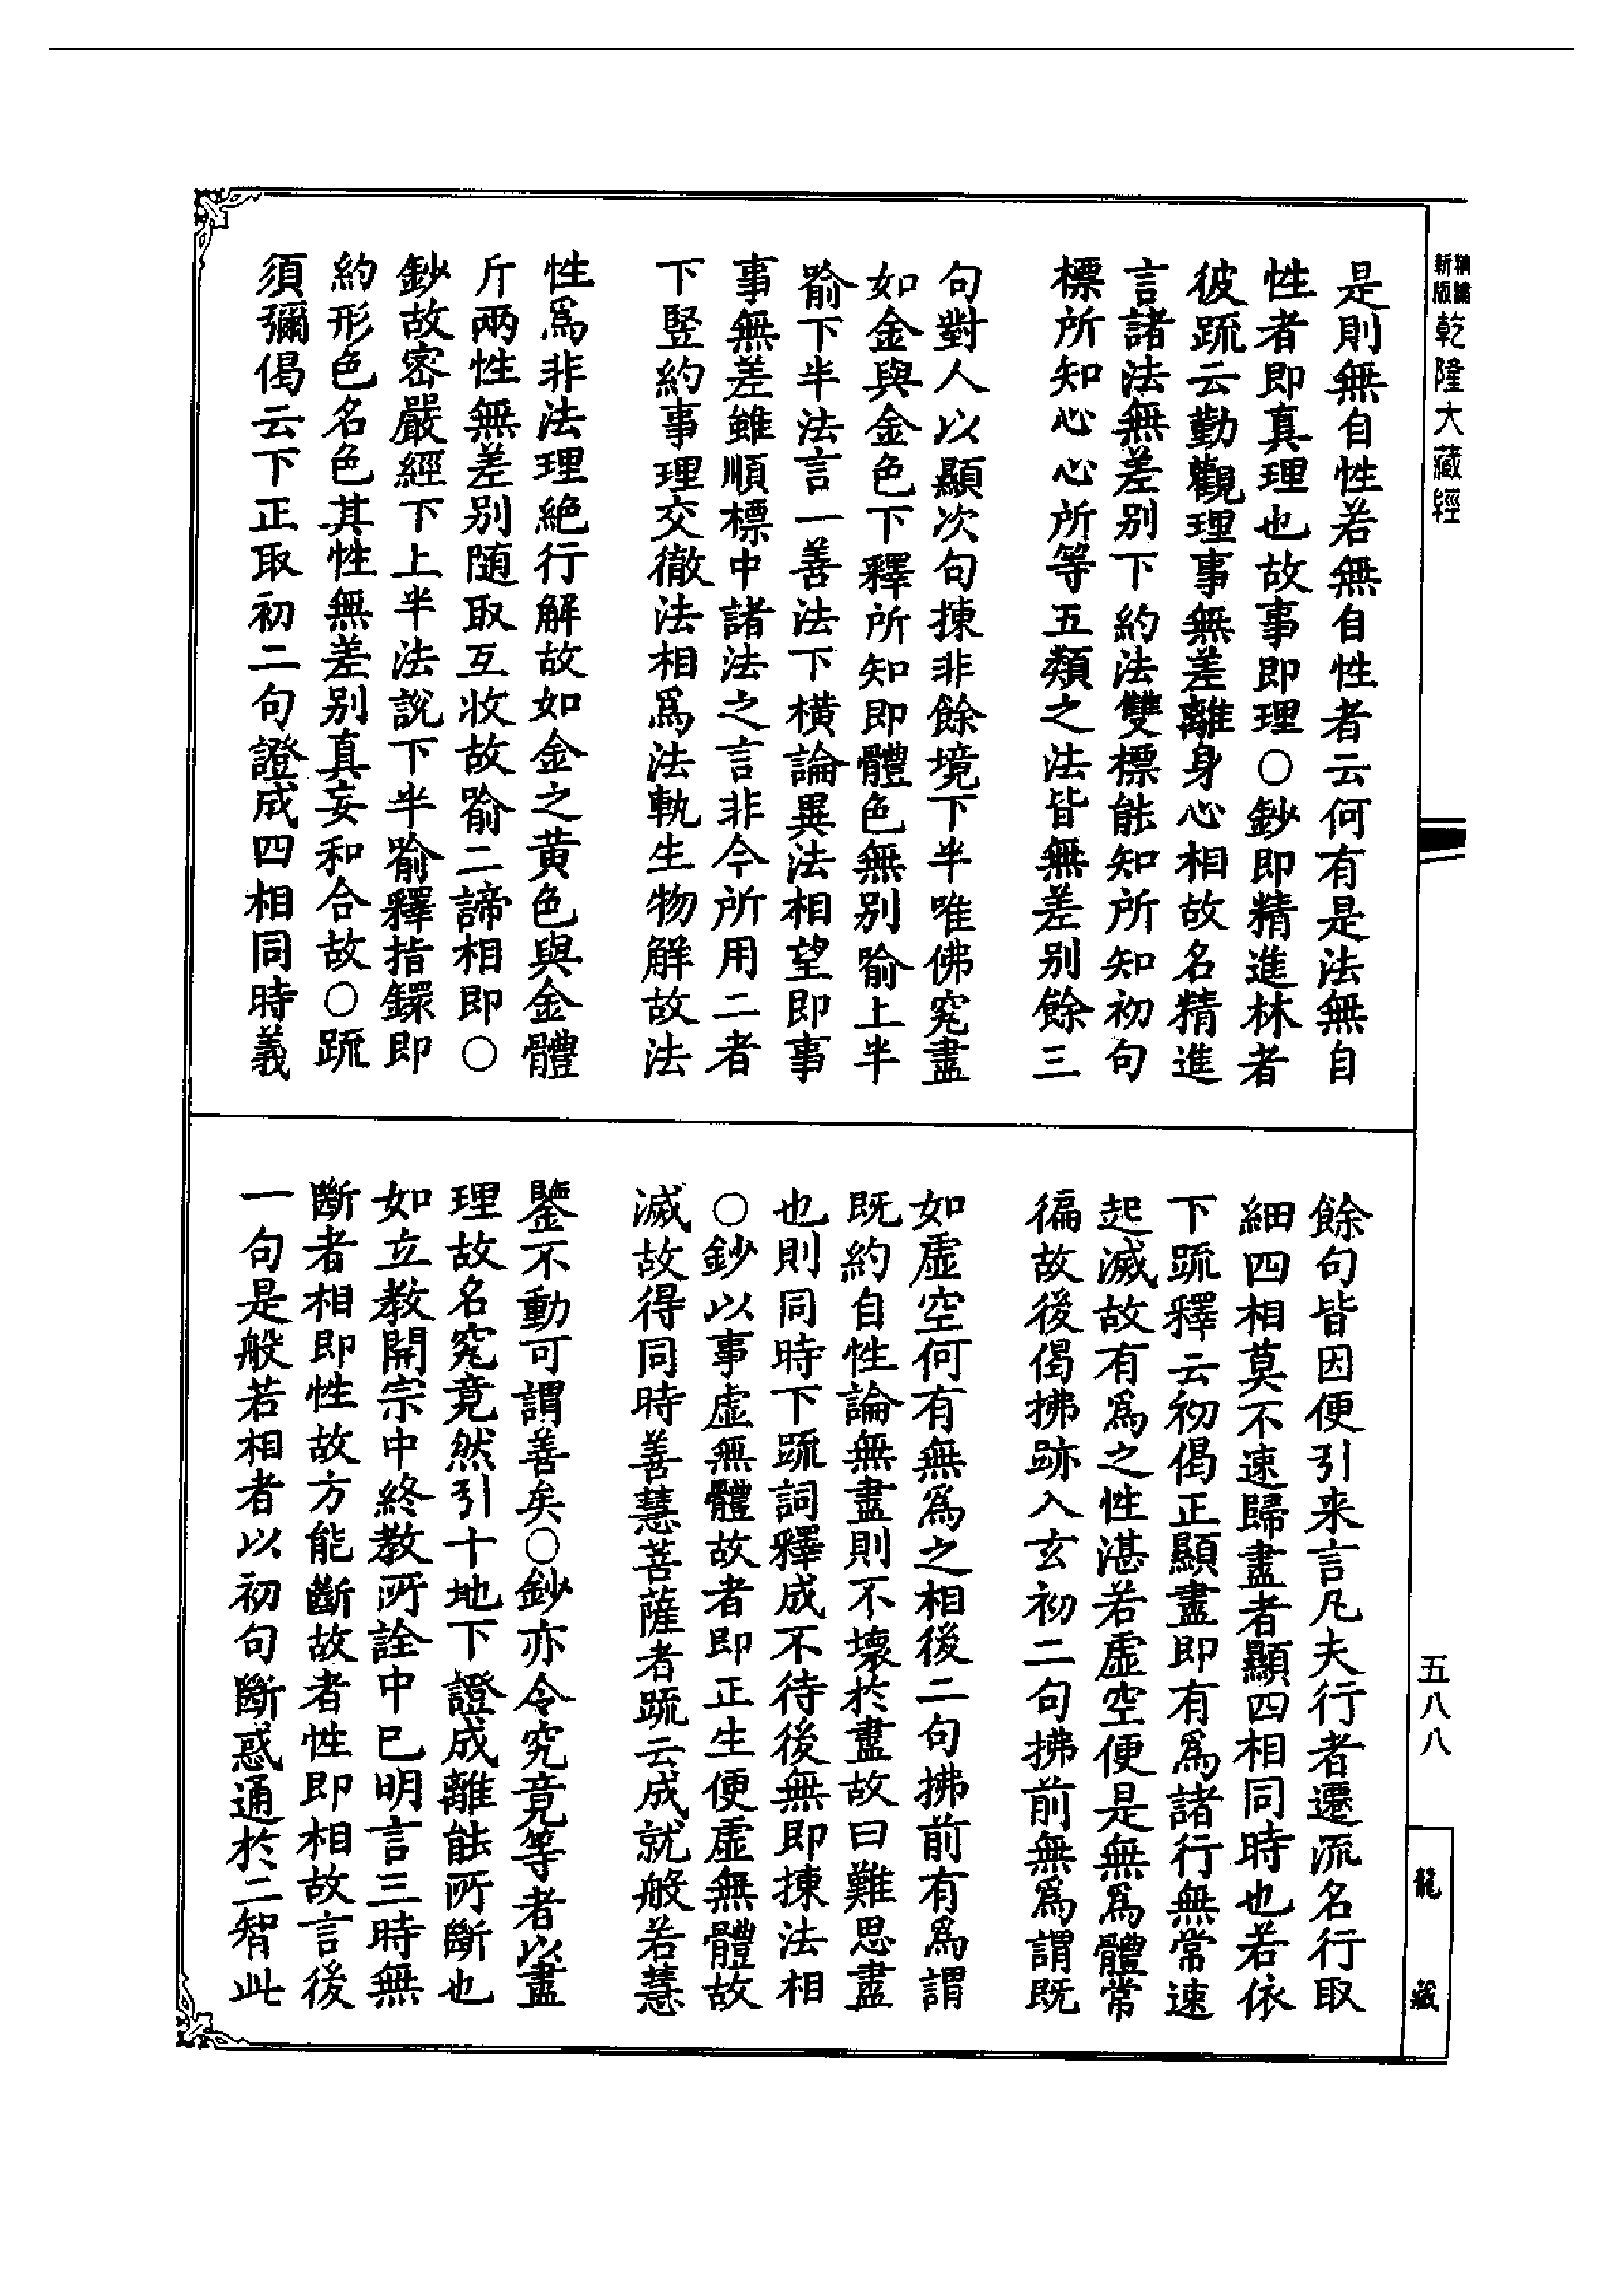 新版
精縮
乾隆大藏經
是則無自性若無自性者云何有是法無自
性者即真理也故事即理○鈔即精進林者
彼疏云勤觀理事無差離身心相故名精進
言諸法無差别下約法雙標能知所知初句
標所知心心所等五類之法皆無差别餘三
句對人以顯次句揀非餘境下半唯佛究盡
如金與金色下釋所知即體色無别喻上半
喻下半法言一善法下橫論異法相望即事
事無差雖順標中諸法之言非今所用二者
下豎約事理交徹法相爲法軌生物解故法
性爲非法理絶行解故如金之黄色與金體
斤兩性無差别隨取互收故喻二諦相即○
鈔故密嚴經下上半法說下半喻釋指鐶即
約形色名色其性無差别真妄和合故○疏
須彌偈云下正取初二句證成四相同時義
餘句皆因便引来言凡夫行者遷流名行取
細四相莫不速歸盡者顯四相同時也若依
下疏釋云初偈正顯盡即有爲諸行無常速
起滅故有爲之性湛若虚空便是無爲體常
徧故後偈拂跡入玄初二句拂前無爲謂既
如虚空何有無爲之相後二句拂前有爲謂
既約自性論無盡則不壞於盡故曰難思盡
也則同時下疏詞釋成不待後無即揀法相
○鈔以事虚無體故者即正生便虚無體故
滅故得同時善慧菩薩者疏云成就般若慧
鑒不動可謂善矣○鈔亦令究竟等者以盡
理故名究竟然引十地下證成離能所斷也
如立教開宗中終教所詮中已明言三時無
斷者相即性故方能斷故者性即相故言後
一句是般若相者以初句斷惑通於二智此
五八八
龍藏